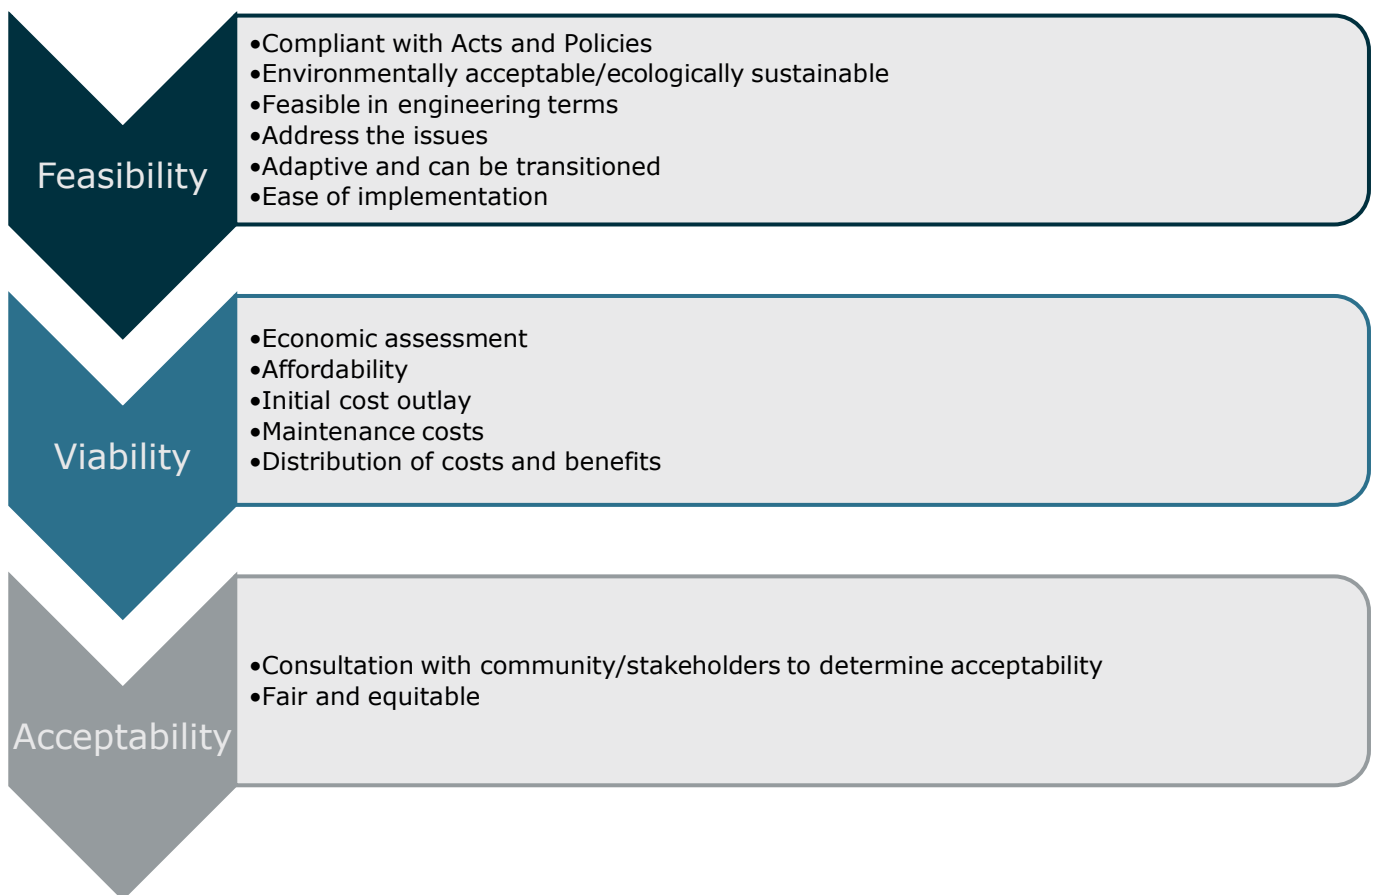 Feasibility
•Compliant with Acts and Policies
•Environmentally acceptable/ecologically sustainable
•Feasible in engineering terms
•Address the issues
•Adaptive and can be transitioned
•Ease of implementation
Viability
•Economic assessment
•Affordability
•Initial cost outlay
•Maintenance costs
•Distribution of costs and benefits
Acceptability
•Consultation with community/stakeholders to determine acceptability
•Fair and equitable